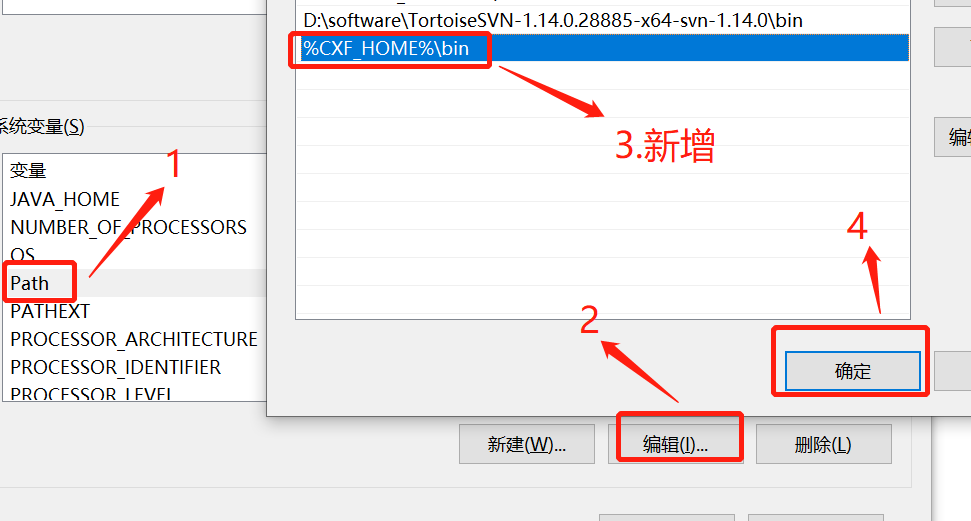 D:\software\TortoiseSVN-1.14.0.28885-x64-svn-1.14.0\bin
%CXF_HOME%\bin
3.新增
系统变量(S)
1
变量
JAVA_HOME
NUMBER_OF_PROCESSORS
OS
Path
PATHEXT
PROCESSOR_ARCHITECTURE
PROCESSOR_IDENTIFIER
PROCESSOR_LEVEL
2
4
确定
新建(W)...
编辑(I)...
删除(L)